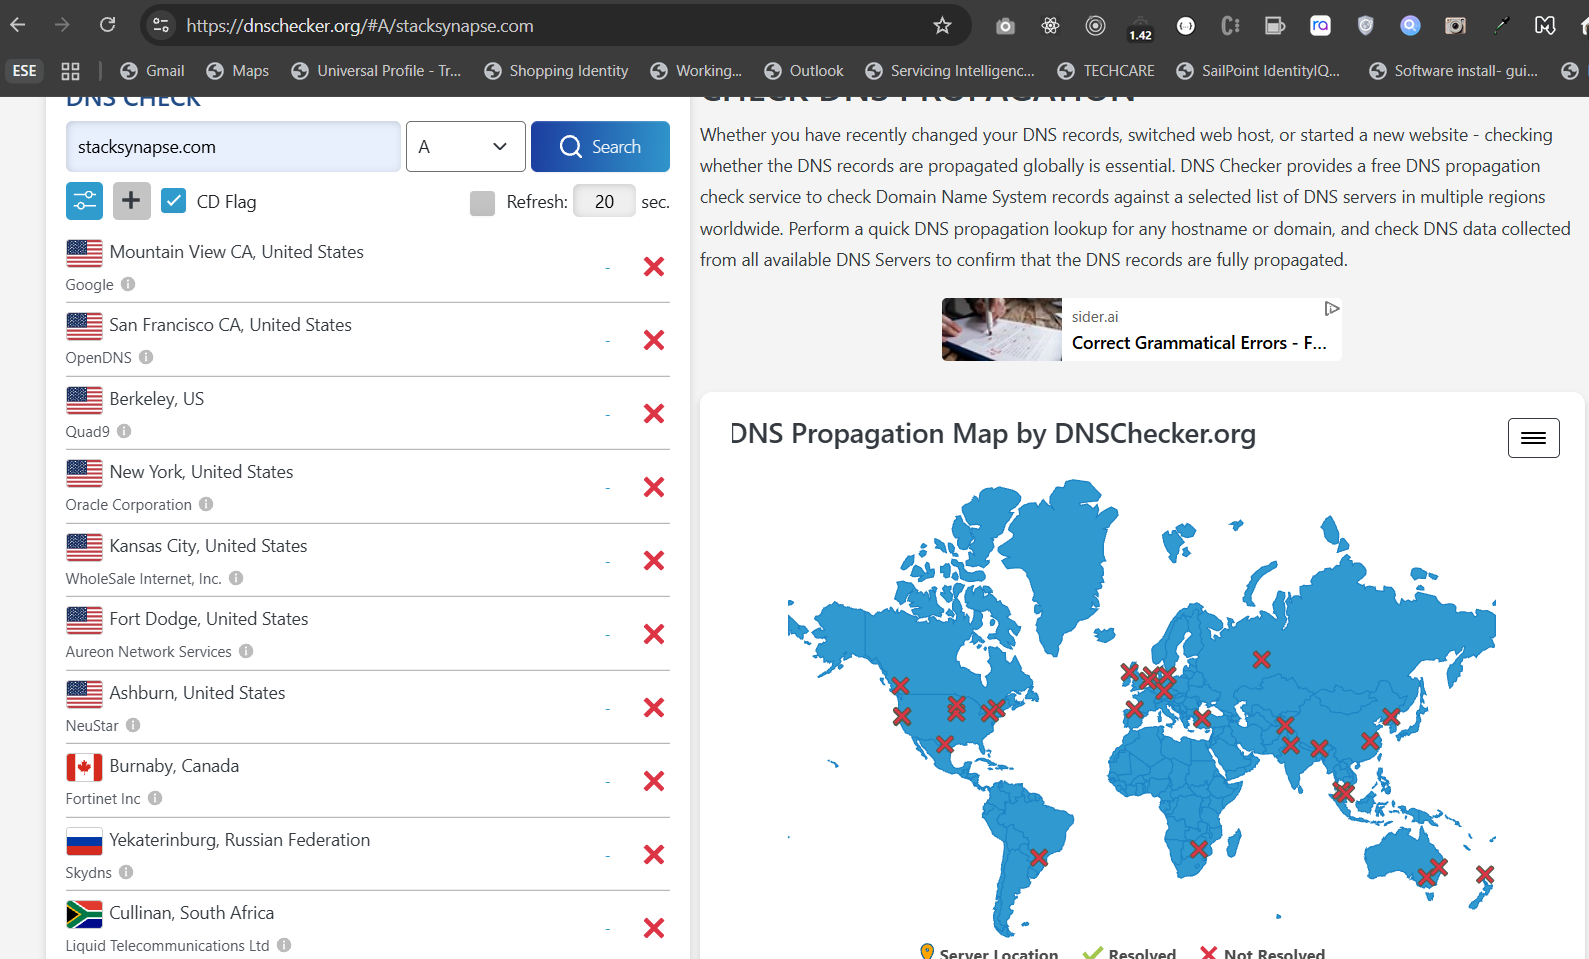 https://dnschecker.org/#A/stacksynapse.com
1.42
ESE
Gmail
Maps
Universal Profile - Tr...
Shopping Identity
Working...
Outlook
Servicing Intelligenc...
TECHCARE
SailPoint IdentityIQ...
Software install- gui...
DNS CHECK
stacksynapse.com
A
Search
CD Flag
Refresh: 20 sec.
Mountain View CA, United States
Google
-
San Francisco CA, United States
OpenDNS
-
Berkeley, US
Quad9
-
New York, United States
Oracle Corporation
-
Kansas City, United States
WholeSale Internet, Inc.
-
Fort Dodge, United States
Aureon Network Services
-
Ashburn, United States
NeuStar
-
Burnaby, Canada
Fortinet Inc
-
Yekaterinburg, Russian Federation
Skydns
-
Cullinan, South Africa
Liquid Telecommunications Ltd
-
CHECK DNS PROPAGATION
Whether you have recently changed your DNS records, switched web host, or started a new website - checking
whether the DNS records are propagated globally is essential. DNS Checker provides a free DNS propagation
check service to check Domain Name System records against a selected list of DNS servers in multiple regions
worldwide. Perform a quick DNS propagation lookup for any hostname or domain, and check DNS data collected
from all available DNS Servers to confirm that the DNS records are fully propagated.
sider.ai
Correct Grammatical Errors - F...
DNS Propagation Map by DNSChecker.org
Server Location
Resolved
Not Resolved